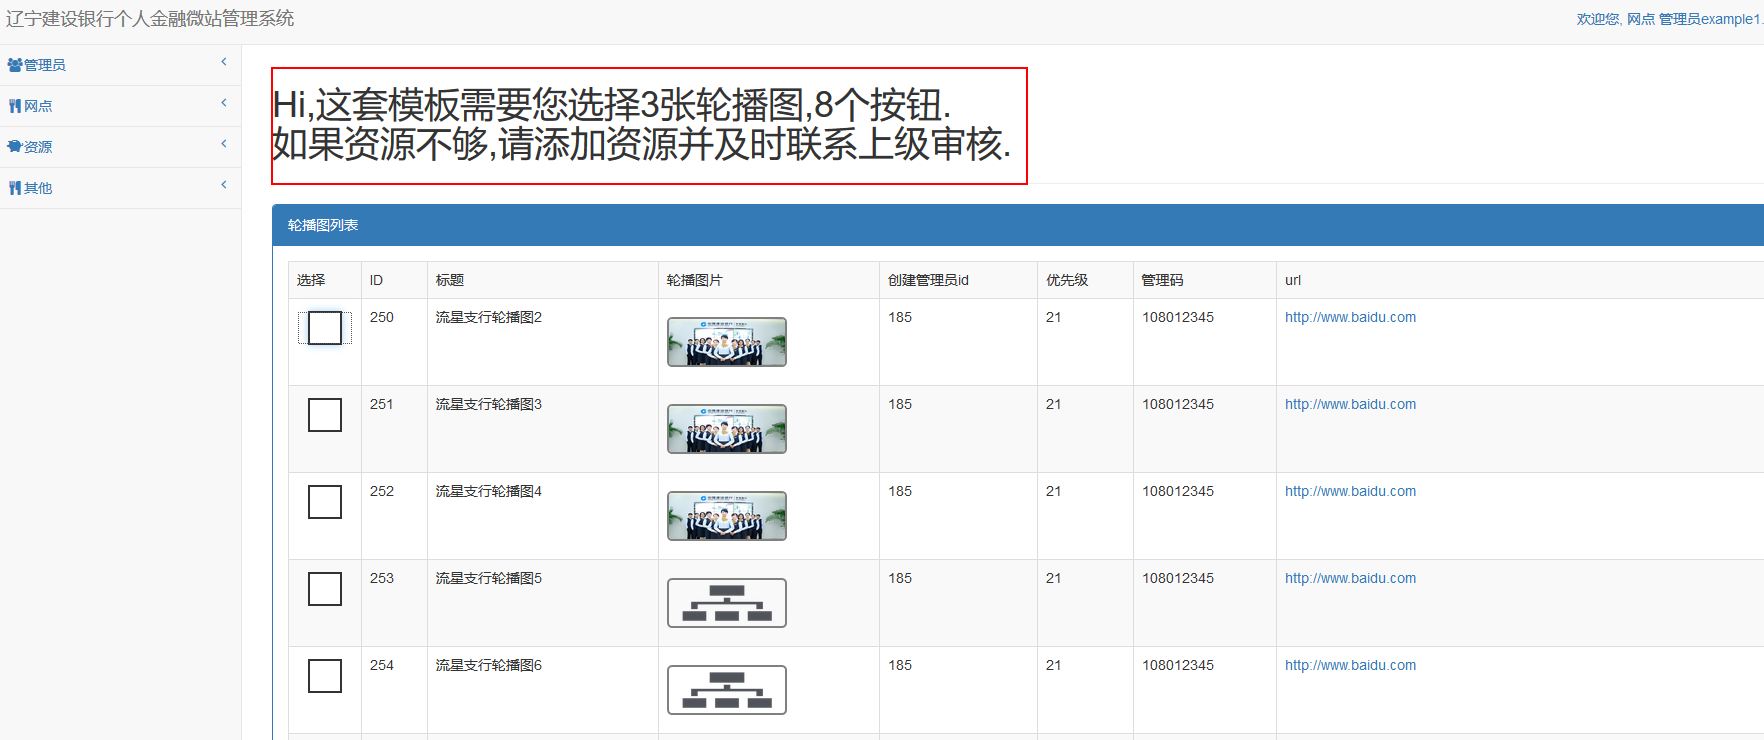 辽宁建设银行个人金融微站管理系统
欢迎您, 网点 管理员example1.
管理员
网点
资源
其他
Hi,这套模板需要您选择3张轮播图,8个按钮.
如果资源不够,请添加资源并及时联系上级审核.
轮播图列表
选择 ID 标题 轮播图片 创建管理员id 优先级 管理码 url
250 流星支行轮播图2 185 21 108012345 http://www.baidu.com
251 流星支行轮播图3 185 21 108012345 http://www.baidu.com
252 流星支行轮播图4 185 21 108012345 http://www.baidu.com
253 流星支行轮播图5 185 21 108012345 http://www.baidu.com
254 流星支行轮播图6 185 21 108012345 http://www.baidu.com